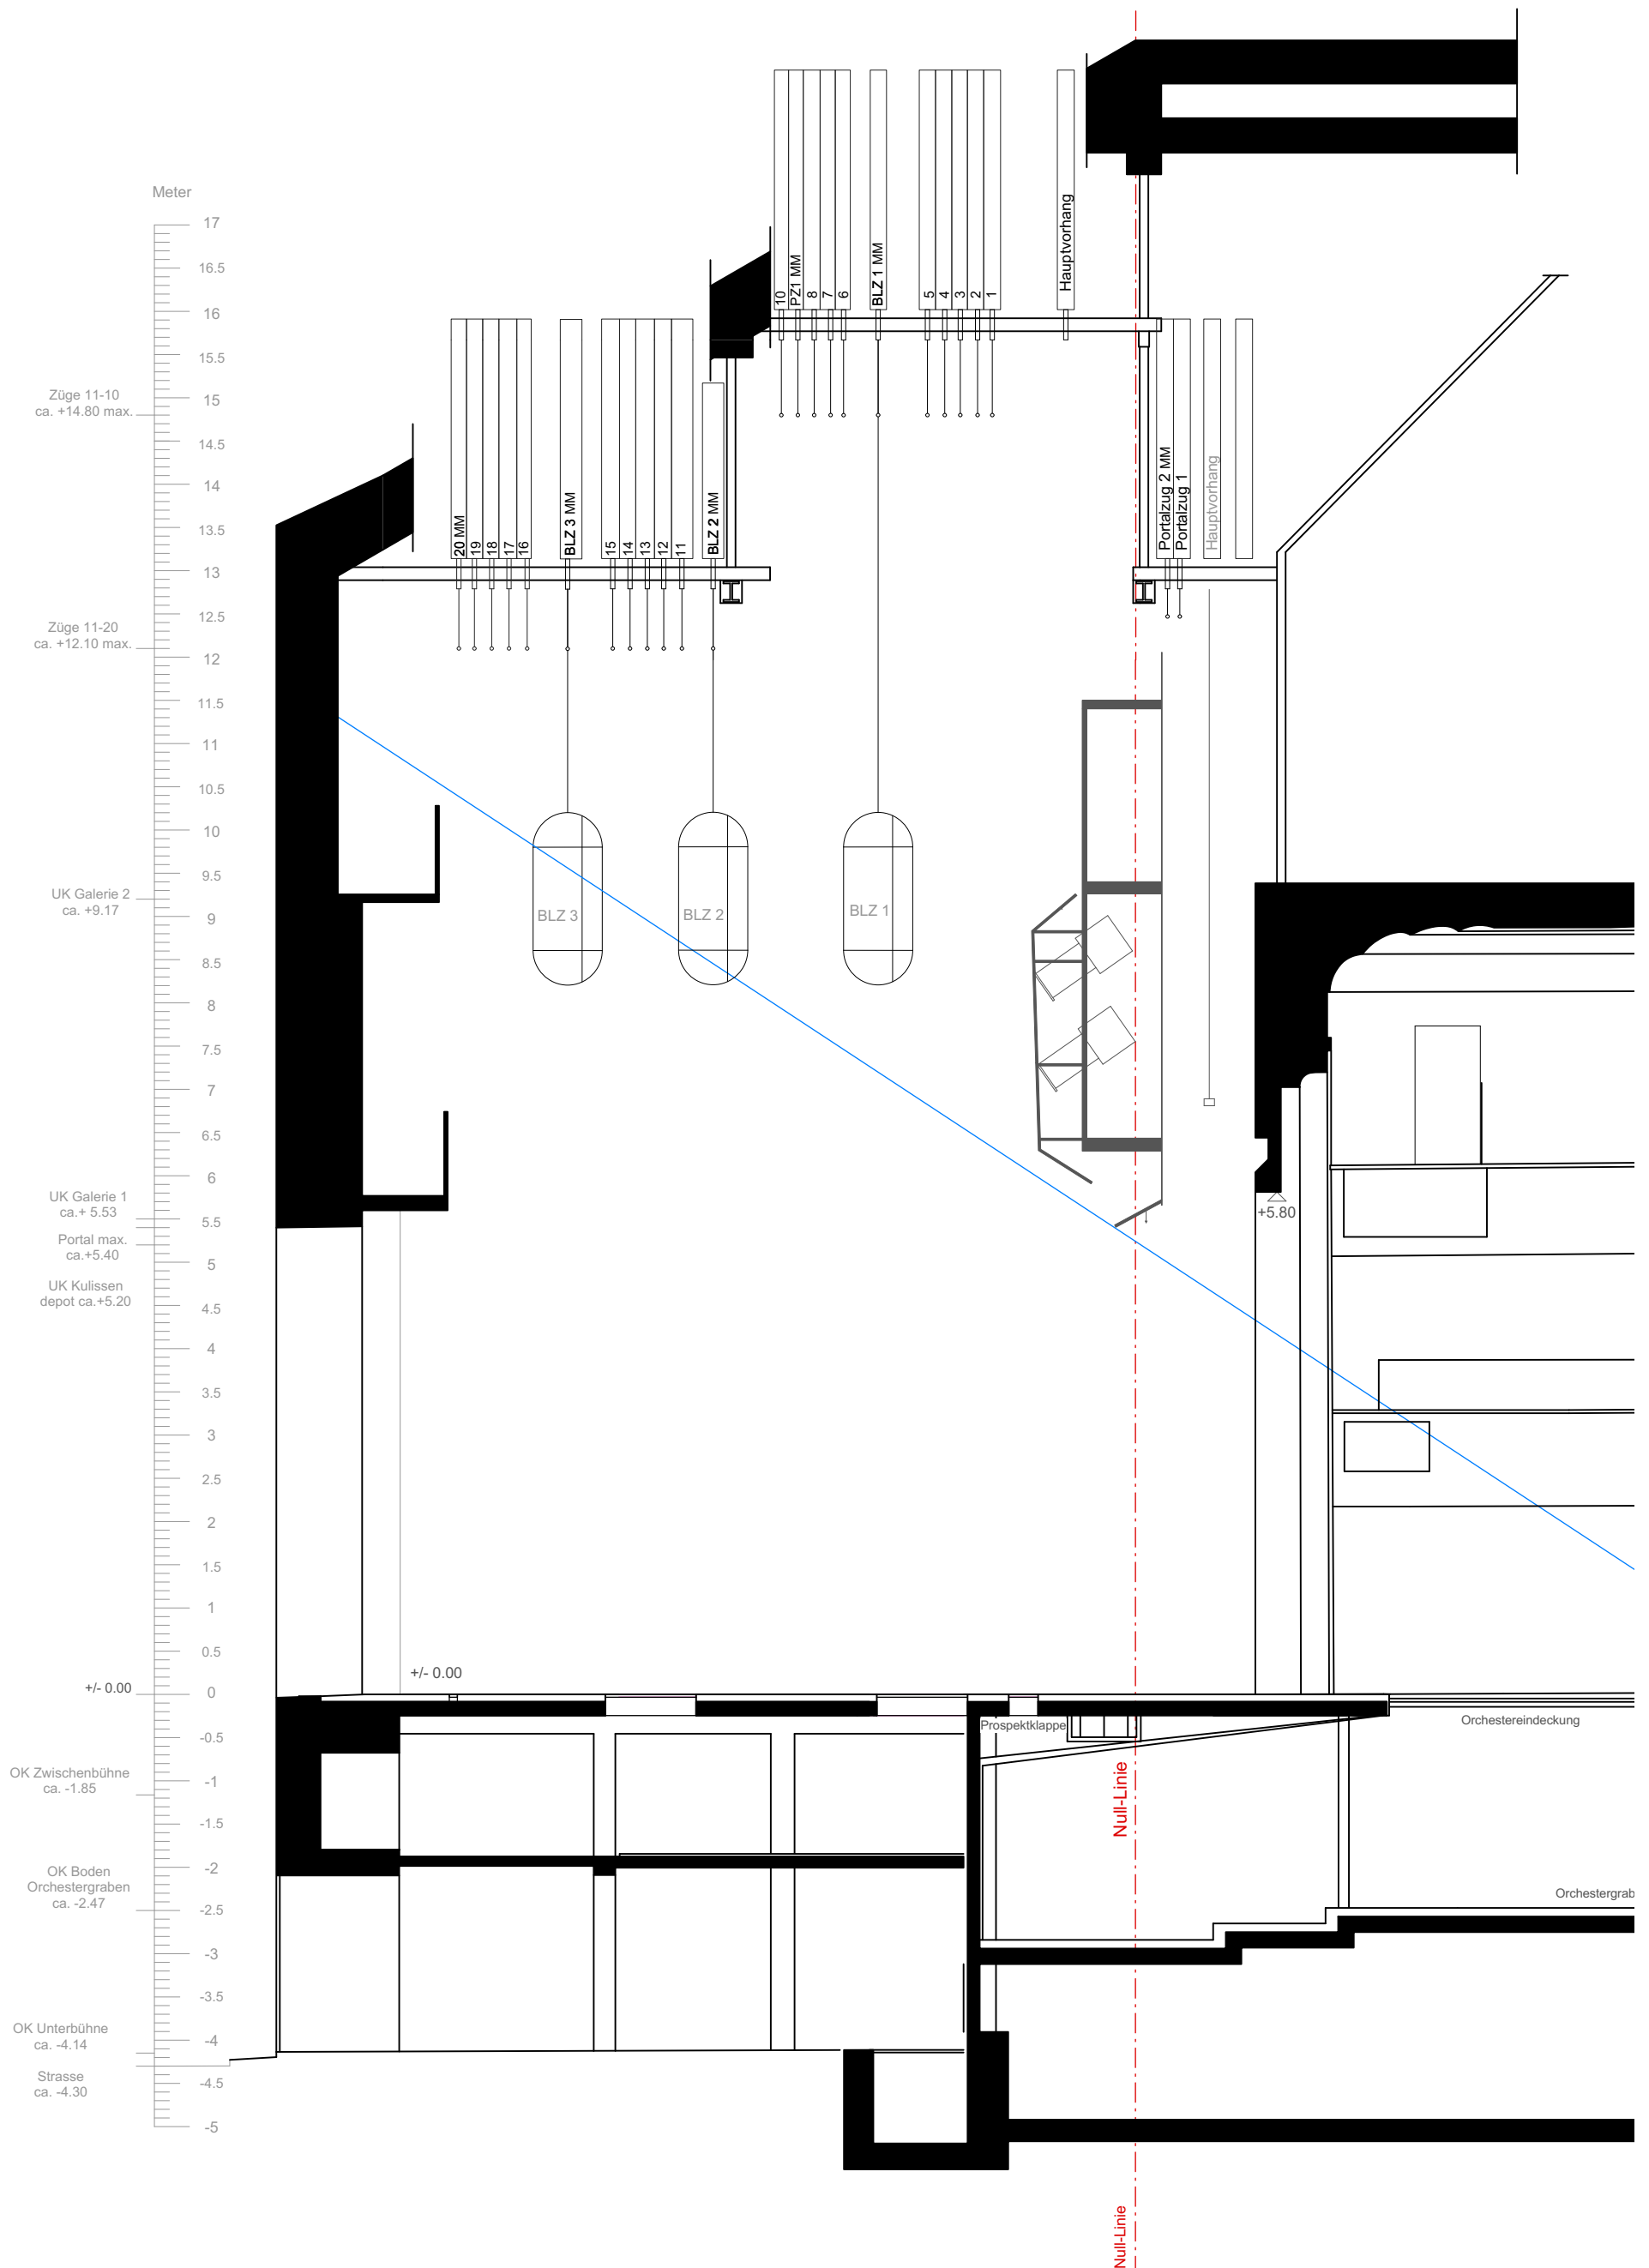 Meter
17
16.5
16
15.5
15
14.5
14
13.5
13
12.5
12
11.5
11
10.5
10
9.5
9
8.5
8
7.5
7
6.5
6
5.5
5
4.5
4
3.5
3
2.5
2
1.5
1
0.5
0
-0.5
-1
-1.5
-2
-2.5
-3
-3.5
-4
-4.5
-5
Züge 11-10
ca. +14.80 max.
Züge 11-20
ca. +12.10 max.
UK Galerie 2
ca. +9.17
UK Galerie 1
ca.+ 5.53
Portal max.
ca.+5.40
UK Kulissen
depot ca.+5.20
+/- 0.00
OK Zwischenbühne
ca. -1.85
OK Boden
Orchestergraben
ca. -2.47
OK Unterbühne
ca. -4.14
Strasse
ca. -4.30
20 MM
19
18
17
16
BLZ 3 MM
15
14
13
12
11
BLZ 2 MM
10
PZ1 MM
8
7
6
BLZ 1 MM
5
4
3
2
1
Hauptvorhang
Portalzug 2 MM
Portalzug 1
Hauptvorhang
BLZ 3
BLZ 2
BLZ 1
+5.80
+/- 0.00
Prospektklappe
Orchestereindeckung
Null-Linie
Orchestergrab
Null-Linie